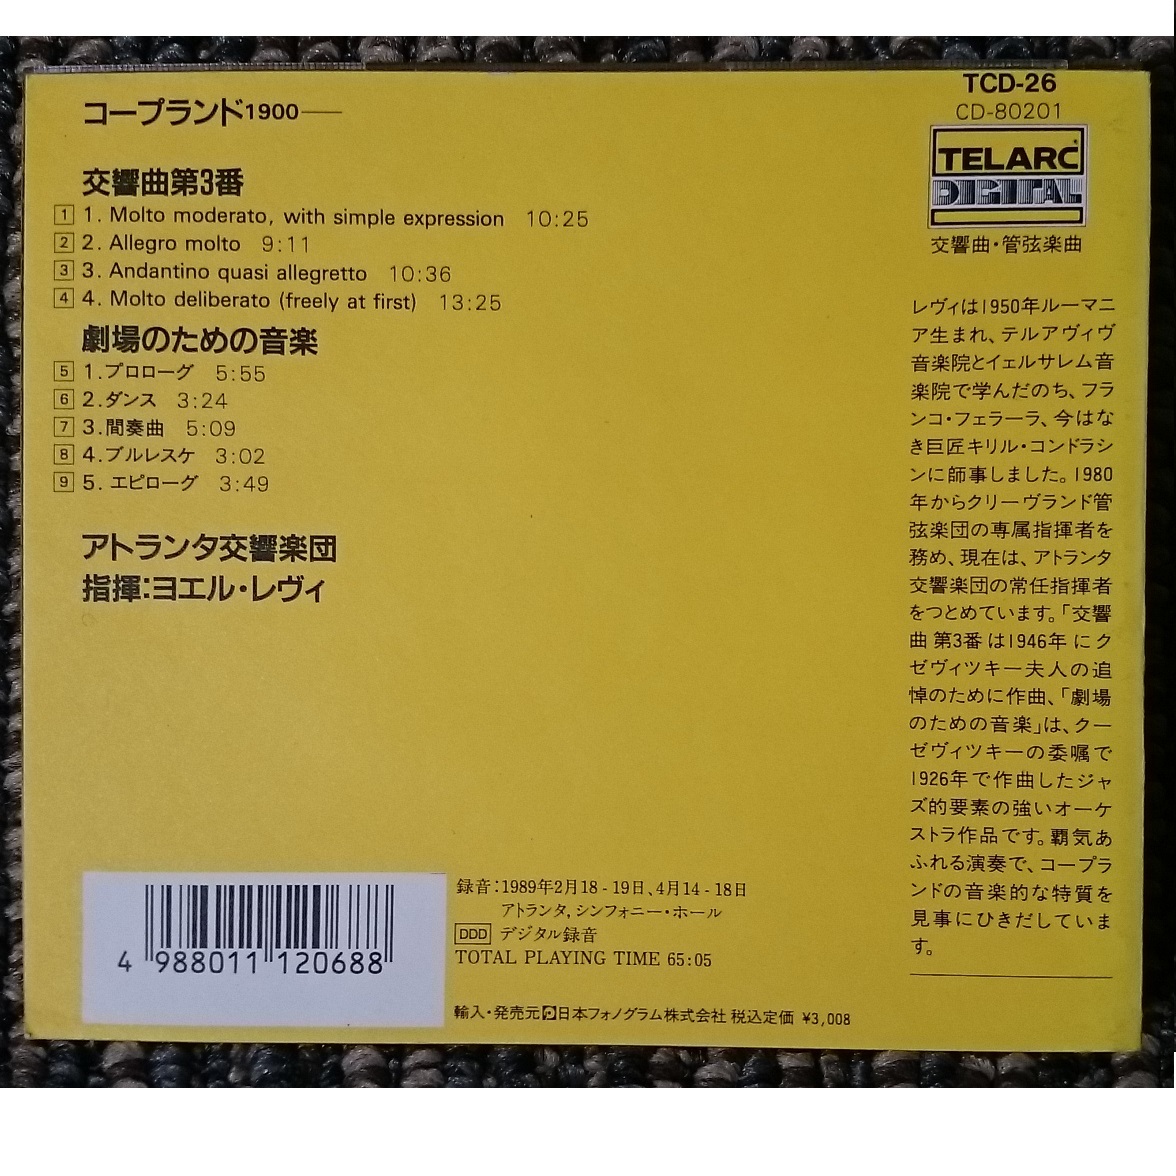 コープランド1900──
交響曲第3番
1 1. Molto moderato, with simple expression 10:25
2 2. Allegro molto 9:11
3 3. Andantino quasi allegretto 10:36
4 4. Molto deliberato (freely at first) 13:25
劇場のための音楽
5 1.プロローグ 5:55
6 2.ダンス 3:24
7 3.間奏曲 5:09
8 4.ブルレスケ 3:02
9 5.エピローグ 3:49
アトランタ交響楽団
指揮:ヨエル・レヴィ
TCD-26
CD-80201
TELARC
DIGITAL
交響曲・管弦楽曲
レヴィは1950年ルーマニ
ア生まれ、テルアヴィヴ
音楽院とイェルサレム音
楽院で学んだのち、フラ
ンコ・フェラーラ、今はな
き巨匠キリル・コンドラシ
ンに師事しました。1980
年からクリーヴランド管
弦楽団の専属指揮者を
務め、現在は、アトランタ
交響楽団の常任指揮者
をつとめています。「交響
曲第3番は1946年にク
ゼヴィツキー夫人の追
悼のために作曲、「劇場
のための音楽」は、クー
ゼヴィツキーの委嘱で
1926年で作曲したジャ
ズ的要素の強いオーケ
ストラ作品です。覇気あ
ふれる演奏で、コープラ
ンドの音楽的な特質を
見事にひきだしていま
す。
4 988011 120688
録音:1989年2月18-19日、4月14-18日
アトランタ, シンフォニー・ホール
DDD デジタル録音
TOTAL PLAYING TIME 65:05
輸入・発売元 日本フォノグラム株式会社 税込定価 ¥3,008